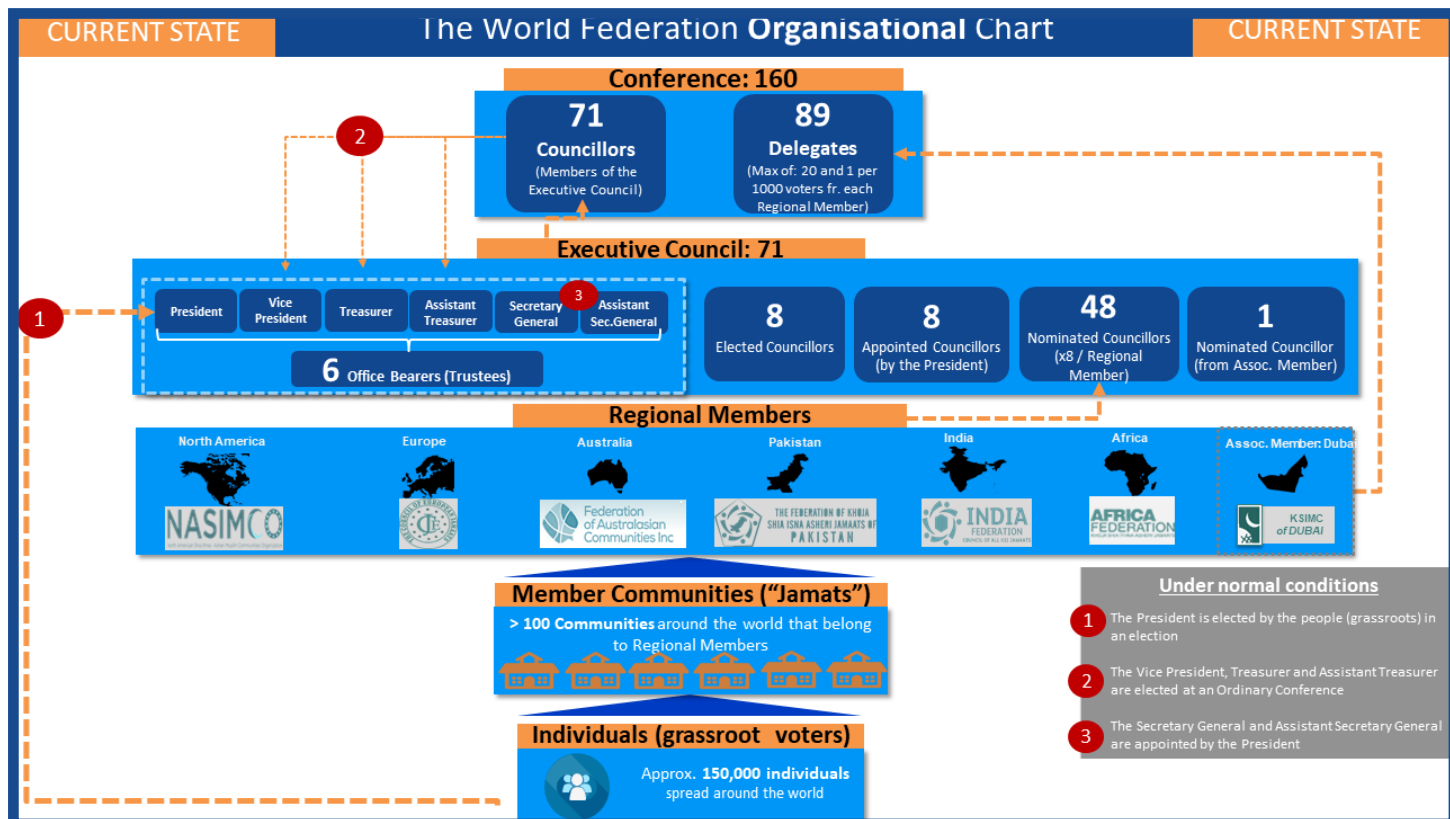 CURRENT STATE
The World Federation Organisational Chart
CURRENT STATE
Conference: 160
71
Councillors
(Members of the
Executive Council)
89
Delegates
(Max of: 20 and 1 per
1000 voters fr. each
Regional Member)
2
Executive Council: 71
1
President
Vice
President
Treasurer
Assistant
Treasurer
Secretary
General
3
Assistant
Sec.General
6 Office Bearers (Trustees)
8
Elected Councillors
8
Appointed Councillors
(by the President)
48
Nominated Councillors
(x8 / Regional
Member)
1
Nominated Councillor
(from Assoc. Member)
Regional Members
North America
Europe
Australia
Pakistan
India
Africa
Assoc. Member: Duba
NASIMCO
Federation
of Australasian
Communities Inc
THE FEDERATION OF KHOJA
SHIA ISNA ASHERI JAMAATS OF
PAKISTAN
INDIA
FEDERATION
COUNCIL OF ALL KSI JAMAATS
AFRICA
FEDERATION
KSIMC
of DUBAI
Member Communities ("Jamats")
> 100 Communities around the world that belong
to Regional Members
Individuals (grassroot voters)
Approx. 150,000 individuals
spread around the world
Under normal conditions
1
The President is elected by the people (grassroots) in
an election
2
The Vice President, Treasurer and Assistant Treasurer
are elected at an Ordinary Conference
3
The Secretary General and Assistant Secretary General
are appointed by the President